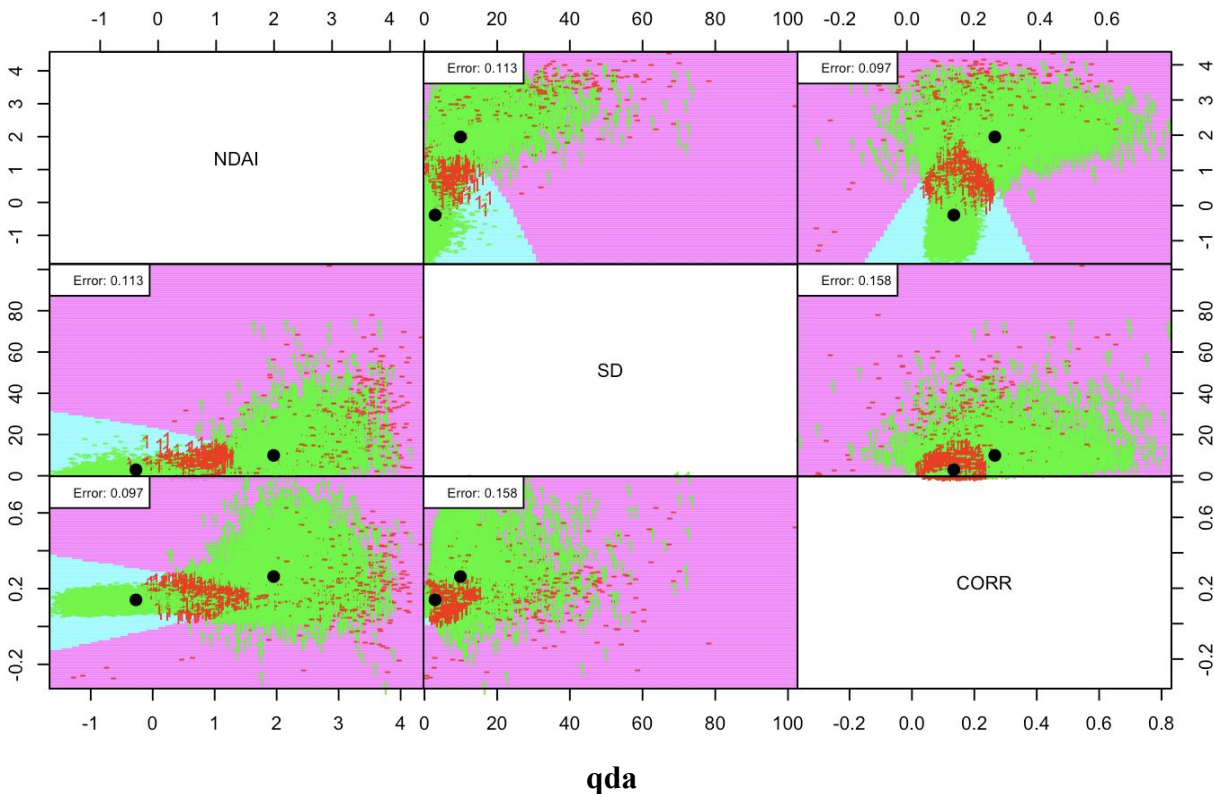 -1 0 1 2 3 4 0 20 40 60 80 100 -0.2 0.0 0.2 0.4 0.6
Error: 0.113 Error: 0.097
NDAI
4 3 2 1 0 -1
4 3 2 1 0 -1
Error: 0.113 Error: 0.158
SD
80 60 40 20 0
80 60 40 20 0
Error: 0.097 Error: 0.158
CORR
0.6 0.2 -0.2
0.6 0.2 -0.2
-1 0 1 2 3 4 0 20 40 60 80 100 -0.2 0.0 0.2 0.4 0.6 0.8
qda